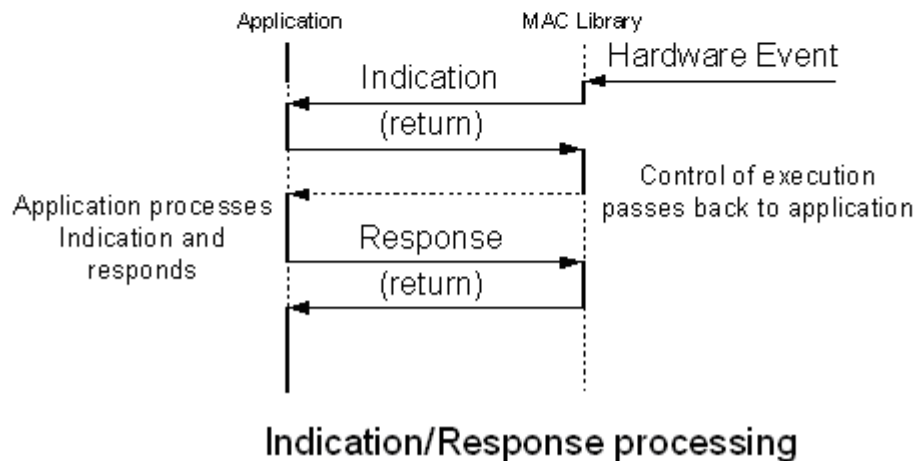 Application
MAC Library
Hardware Event
Indication
(return)
Control of execution
passes back to application
Application processes
Indication and
responds
Response
(return)
Indication/Response processing